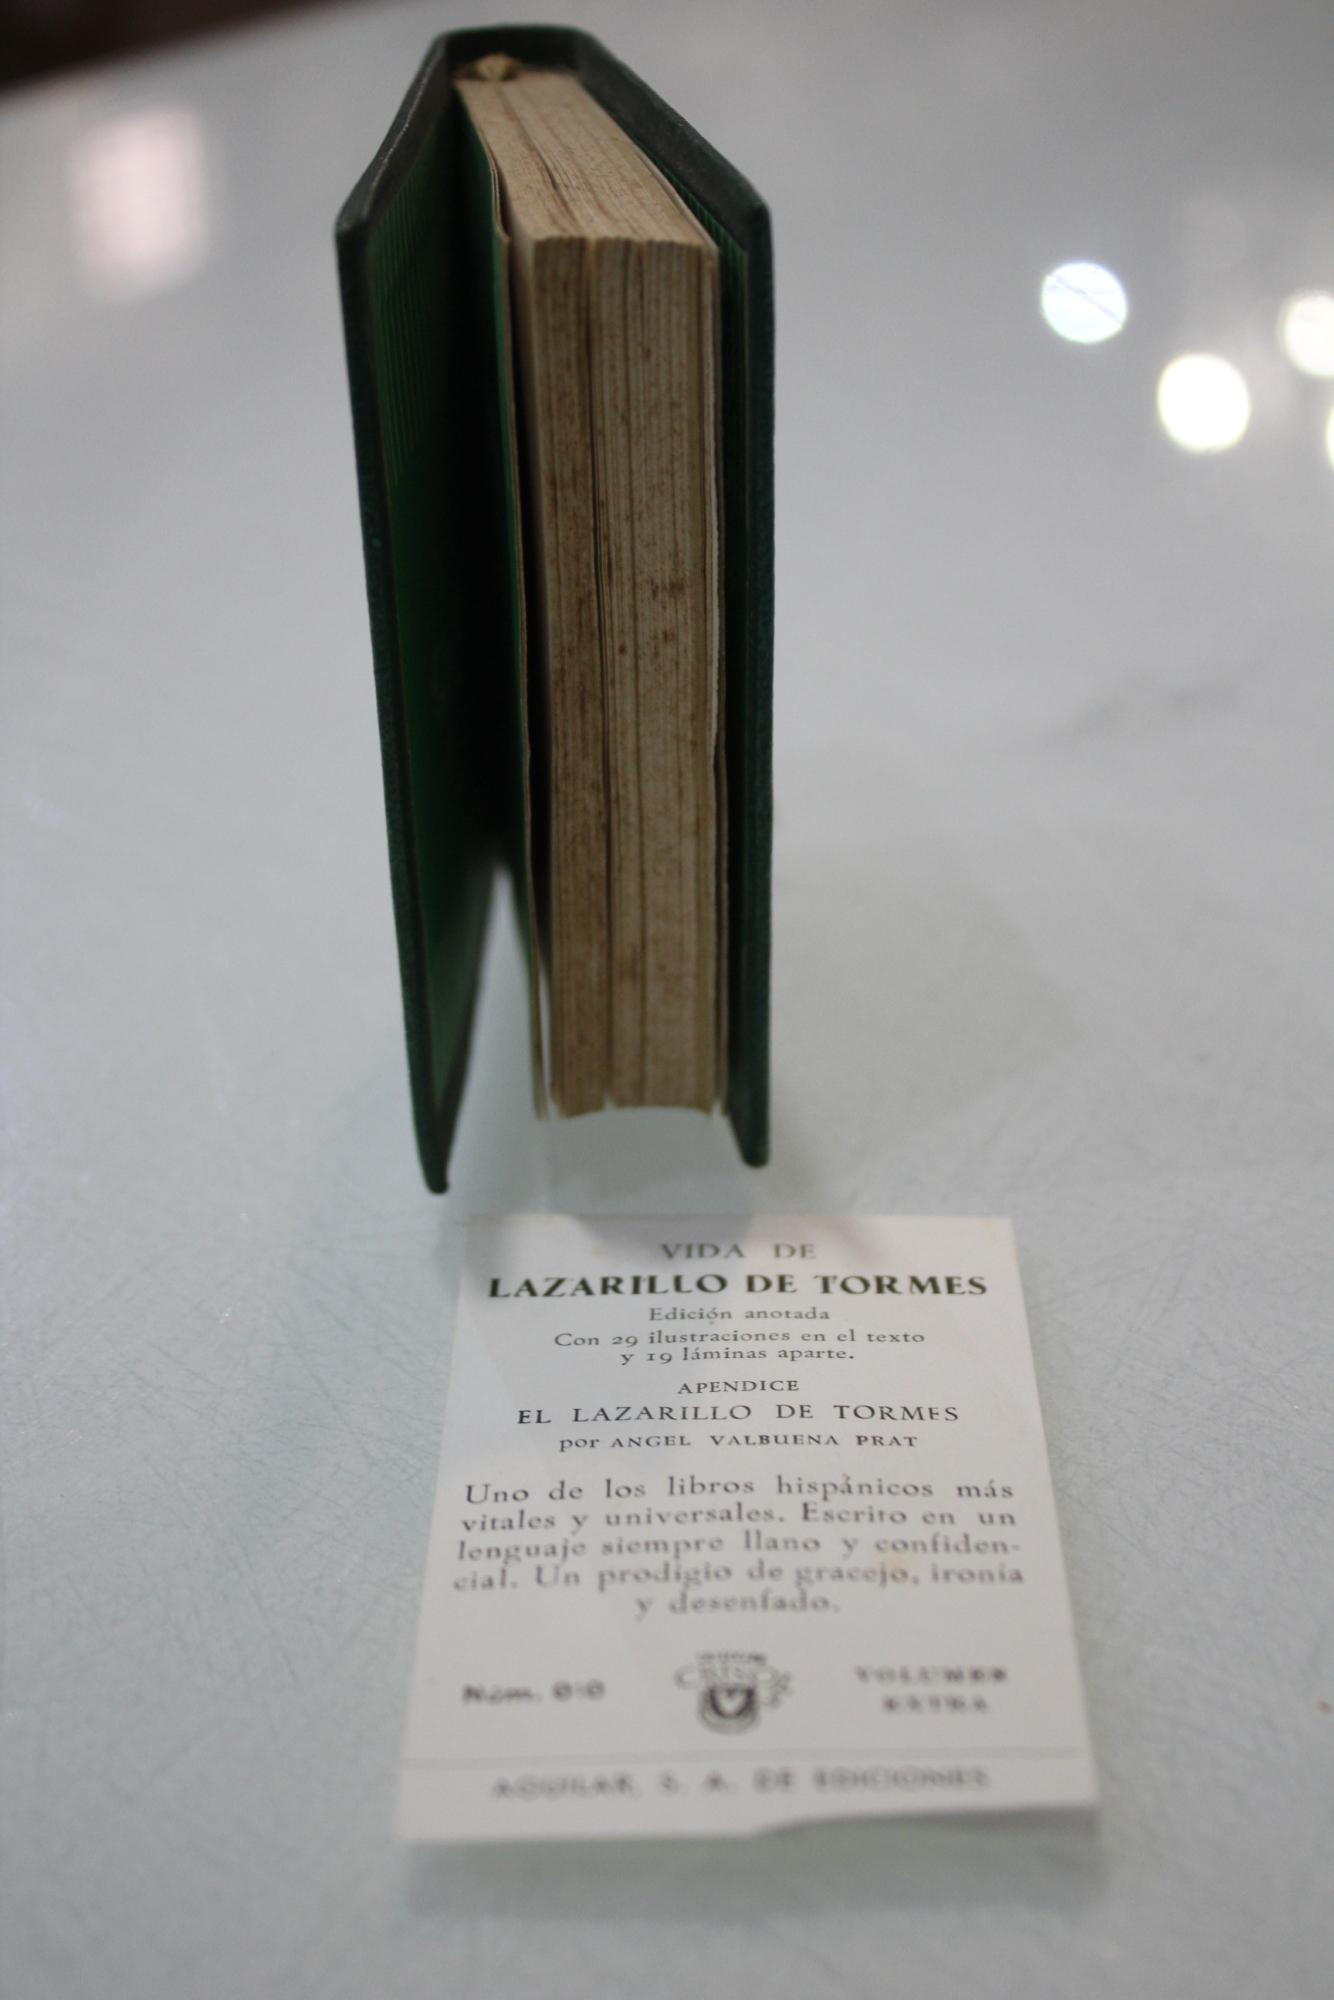 VIDA DE
LAZARILLO DE TORMES
Edición anotada
Con 29 ilustraciones en el texto
y 19 láminas aparte.
APENDICE
EL LAZARILLO DE TORMES
por ANGEL VALBUENA PRAT
Uno de los libros hispánicos más
vitales y universales. Escrito en un
lenguaje siempre llano y confiden-
cial. Un prodigio de gracejo, ironía
y desenfado.
Núm.
VOLUMEN
EXTRA
AGUILAR, S. A. DE EDICIONES